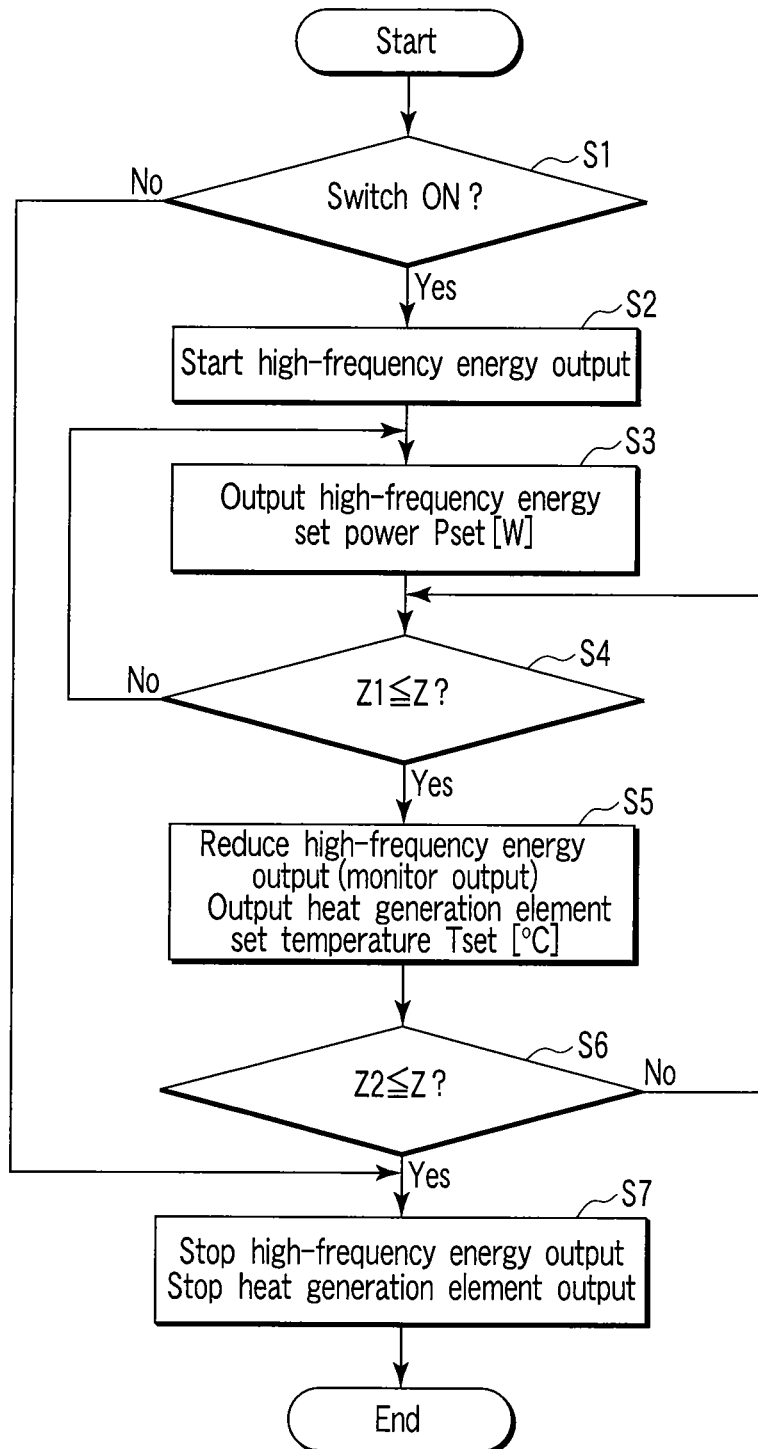 Start
S1
No
Switch ON?
Yes
S2
Start high-frequency energy output
S3
Output high-frequency energy
set power Pset[W]
S4
No
Z1≦Z?
Yes
S5
Reduce high-frequency energy
output(monitor output)
Output heat generation element
set temperature Tset [°C]
S6
Z2≦Z?
No
Yes
S7
Stop high-frequency energy output
Stop heat generation element output
End